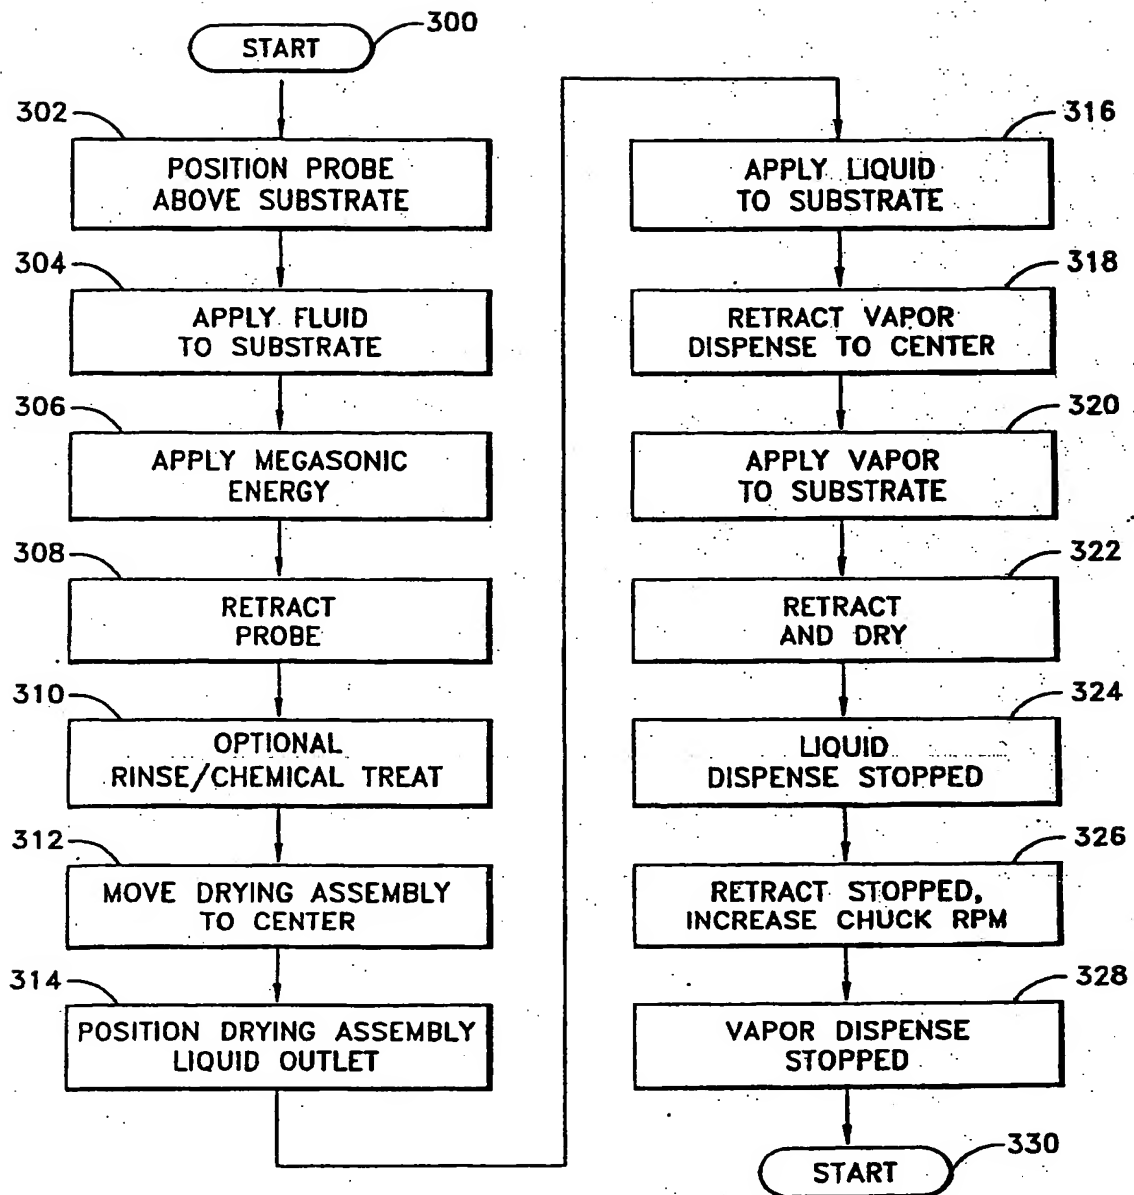 START
300
302
POSITION PROBE
ABOVE SUBSTRATE
304
APPLY FLUID
TO SUBSTRATE
306
APPLY MEGASONIC
ENERGY
308
RETRACT
PROBE
310
OPTIONAL
RINSE/CHEMICAL TREAT
312
MOVE DRYING ASSEMBLY
TO CENTER
314
POSITION DRYING ASSEMBLY
LIQUID OUTLET
316
APPLY LIQUID
TO SUBSTRATE
318
RETRACT VAPOR
DISPENSE TO CENTER
320
APPLY VAPOR
TO SUBSTRATE
322
RETRACT
AND DRY
324
LIQUID
DISPENSE STOPPED
326
RETRACT STOPPED,
INCREASE CHUCK RPM
328
VAPOR DISPENSE
STOPPED
330
START